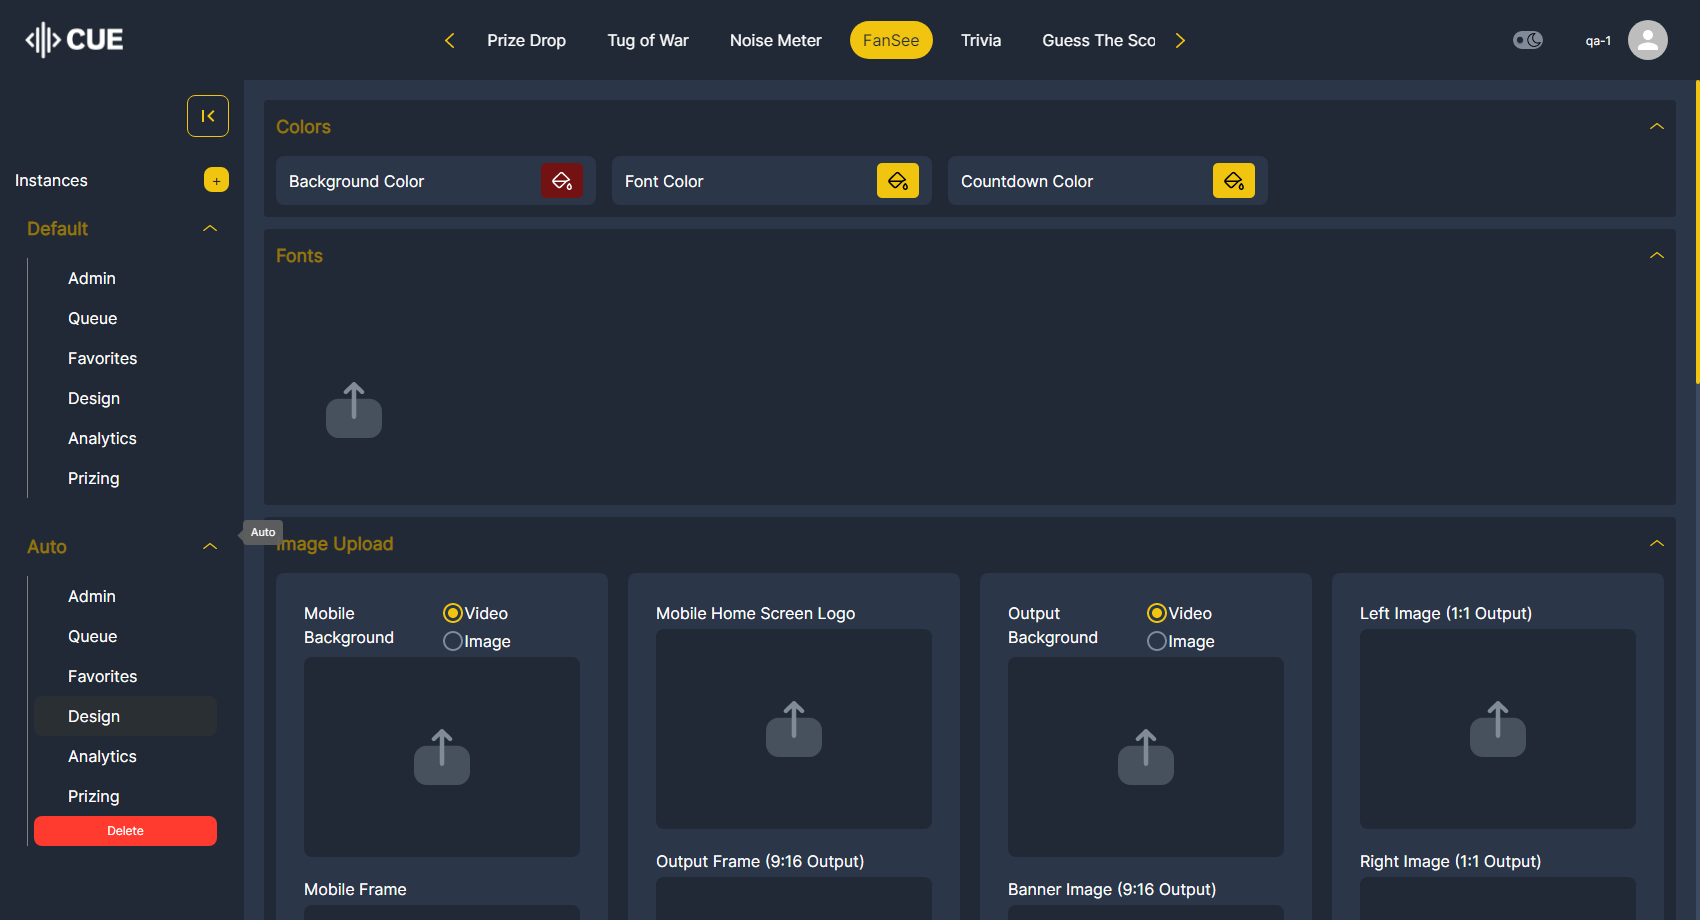 CUE
Prize Drop
Tug of War
Noise Meter
FanSee
Trivia
Guess The Sco
qa-1
Instances
+
Default
Admin
Queue
Favorites
Design
Analytics
Prizing
Auto
Admin
Queue
Favorites
Design
Analytics
Prizing
Delete
Auto
Colors
Background Color
Font Color
Countdown Color
Fonts
Image Upload
Mobile Background
Video
Image
Mobile Home Screen Logo
Output Background
Video
Image
Left Image (1:1 Output)
Mobile Frame
Output Frame (9:16 Output)
Banner Image (9:16 Output)
Right Image (1:1 Output)